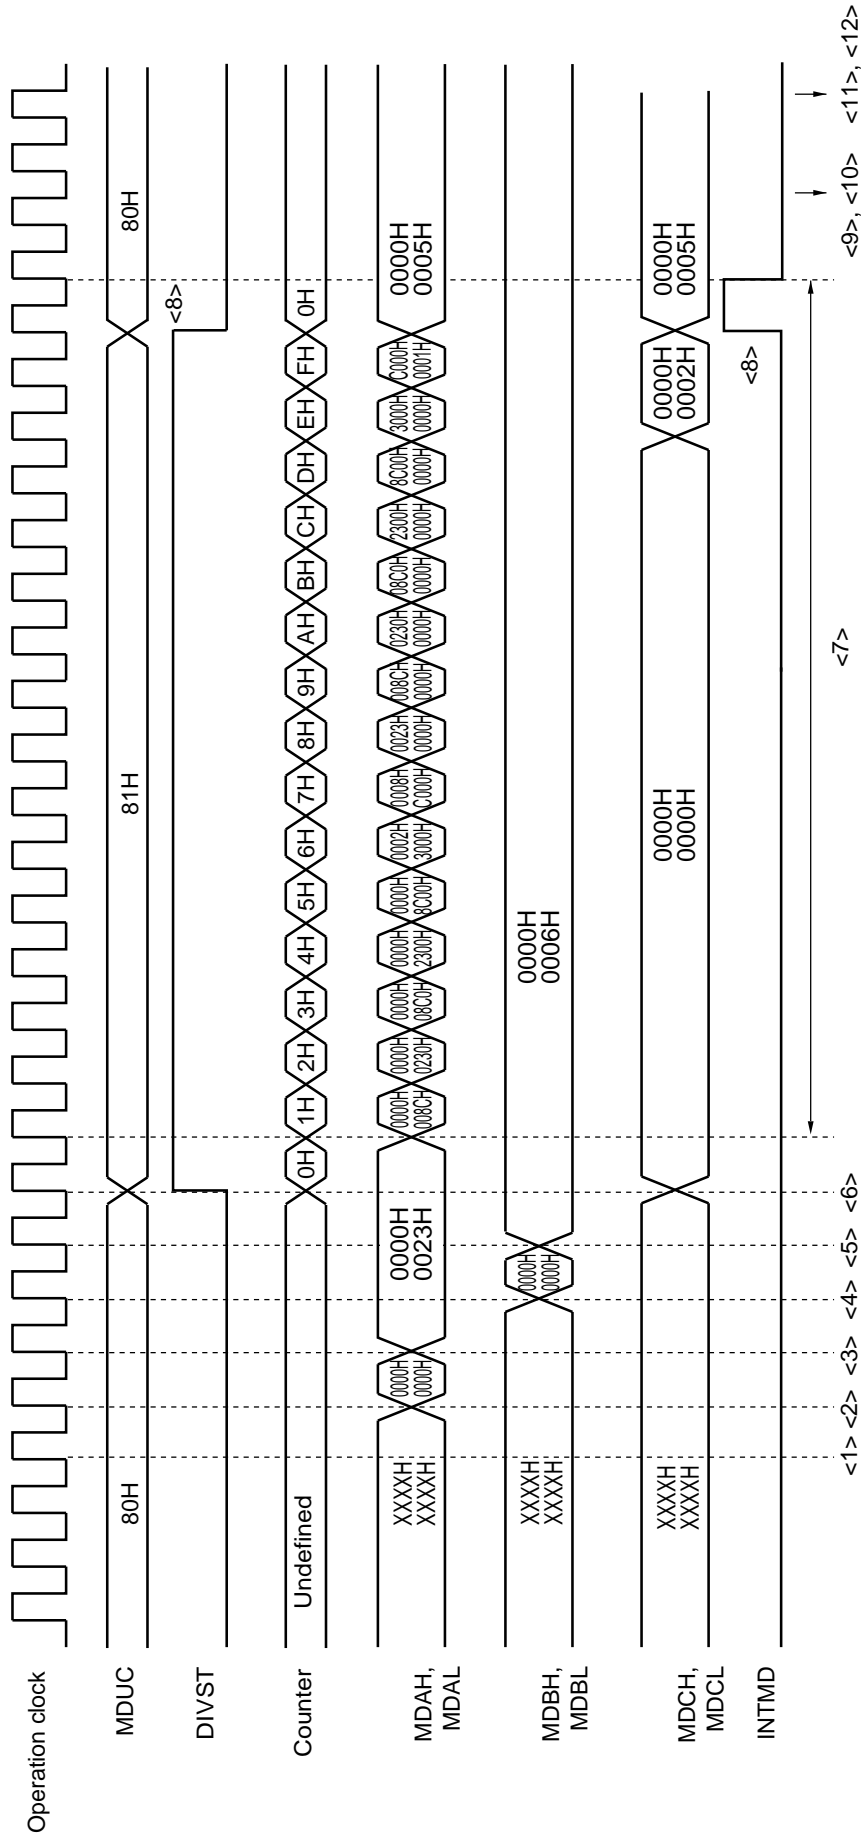 Operation clock
MDUC
80H
81H
80H
DIVST
<8>
Counter
Undefined
0H
1H
2H
3H
4H
5H
6H
7H
8H
9H
AH
BH
CH
DH
EH
FH
0H
MDAH,
MDAL
XXXXH
XXXXH
0000H
0000H
0000H
0023H
0000H
008CH
0000H
0230H
0000H
08C0H
0000H
2300H
0000H
8C00H
0002H
3000H
0008H
C000H
0023H
0000H
008CH
0000H
0230H
0000H
08C0H
0000H
2300H
0000H
8C00H
0000H
3000H
0000H
C000H
0001H
0000H
0005H
MDBH,
MDBL
XXXXH
XXXXH
0000H
0000H
0000H
0006H
MDCH,
MDCL
XXXXH
XXXXH
0000H
0000H
0000H
0002H
0000H
0005H
INTMD
<8>
<1> <2> <3> <4> <5> <6>
<7>
<9>, <10>
<11>, <12>